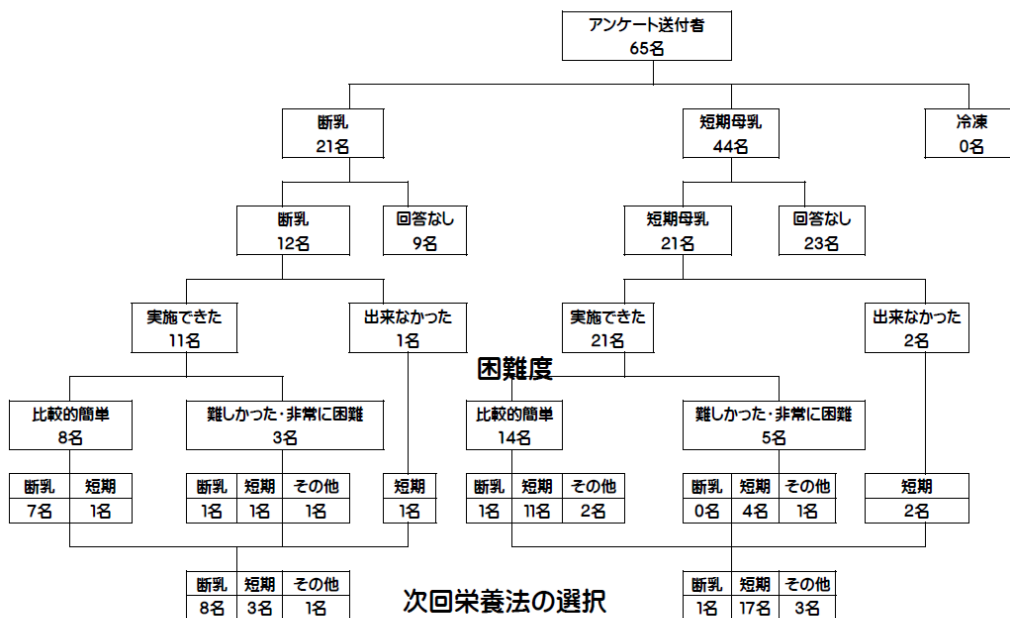 アンケート送付者
65名
断乳
21名
短期母乳
44名
冷凍
0名
断乳
12名
回答なし
9名
短期母乳
21名
回答なし
23名
実施できた
11名
出来なかった
1名
実施できた
21名
出来なかった
2名
困難度
比較的簡単
8名
難しかった・非常に困難
3名
比較的簡単
14名
難しかった・非常に困難
5名
断乳 短期
7名 1名
断乳 短期 その他
1名 1名 1名
短期
1名
断乳 短期 その他
1名 11名 2名
断乳 短期 その他
0名 4名 1名
短期
2名
断乳 短期 その他
8名 3名 1名
次回栄養法の選択
断乳 短期 その他
1名 17名 3名